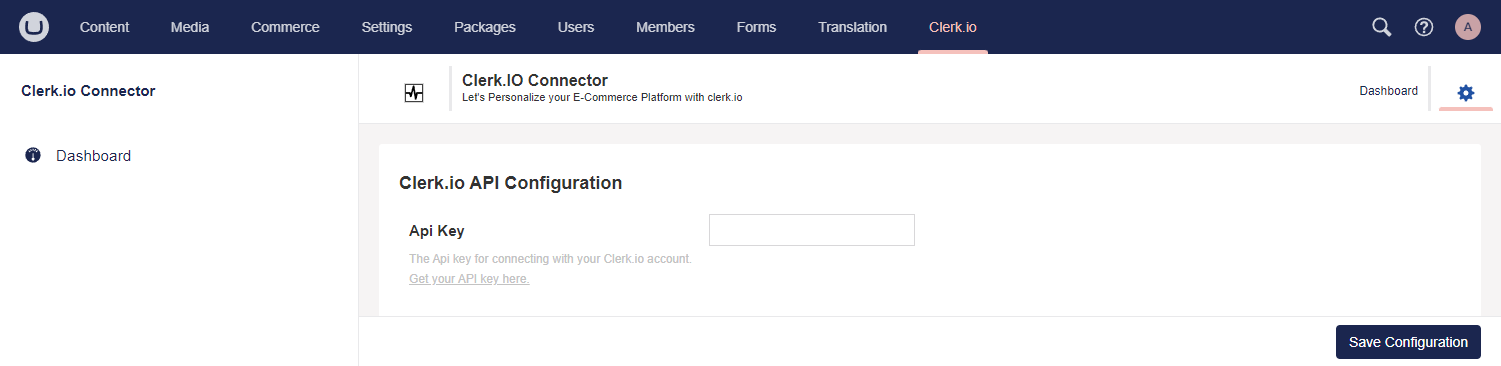 Content Media Commerce Settings Packages Users Members Forms Translation Clerk.io A
Clerk.io Connector
Dashboard
Clerk.IO Connector
Let's Personalize your E-Commerce Platform with clerk.io
Dashboard
Clerk.io API Configuration
Api Key
The Api key for connecting with your Clerk.io account.
Get your API key here.
Save Configuration